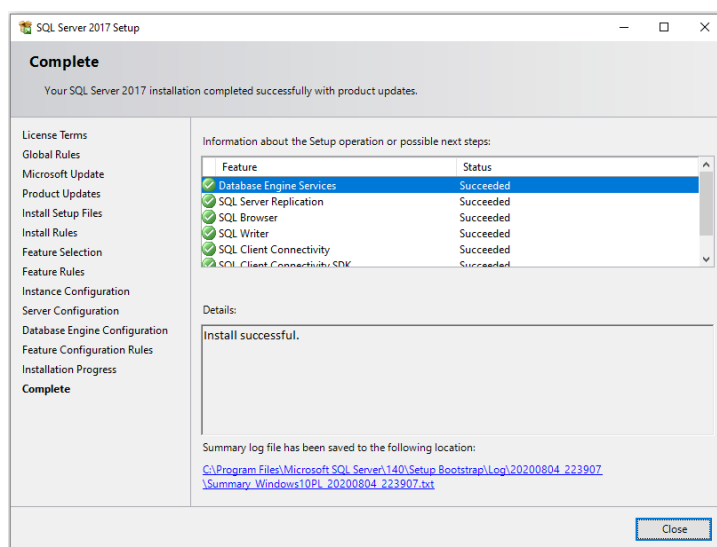 SQL Server 2017 Setup
Complete
Your SQL Server 2017 installation completed successfully with product updates.
License Terms
Global Rules
Microsoft Update
Product Updates
Install Setup Files
Install Rules
Feature Selection
Feature Rules
Instance Configuration
Server Configuration
Database Engine Configuration
Feature Configuration Rules
Installation Progress
Complete
Information about the Setup operation or possible next steps:
Feature Status
Database Engine Services Succeeded
SQL Server Replication Succeeded
SQL Browser Succeeded
SQL Writer Succeeded
SQL Client Connectivity Succeeded
SQL Client Connectivity SDK Succeeded
Details:
Install successful.
Summary log file has been saved to the following location:
C:\Program Files\Microsoft SQL Server\140\Setup Bootstrap\Log\20200804_223907
\Summary_Windows10PL_20200804_223907.txt
Close